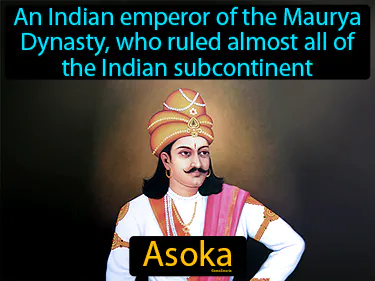 An Indian emperor of the Maurya
Dynasty, who ruled almost all of
the Indian subcontinent
Asoka